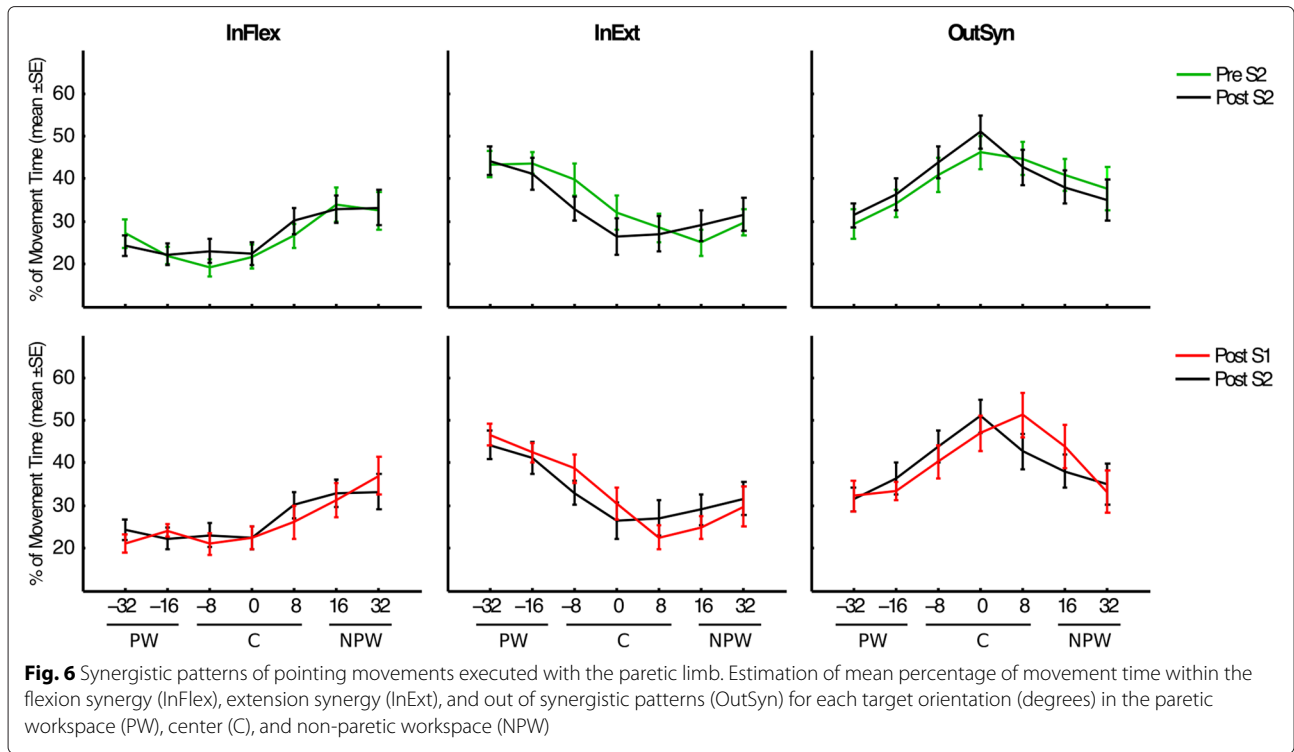 InFlex InExt OutSyn
% of Movement Time (mean ±SE)
60
50
40
30
20
Pre S2
Post S2
% of Movement Time (mean ±SE)
60
50
40
30
20
Post S1
Post S2
−32 −16 −8 0 8 16 32 −32 −16 −8 0 8 16 32 −32 −16 −8 0 8 16 32
PW C NPW PW C NPW PW C NPW
Fig. 6 Synergistic patterns of pointing movements executed with the paretic limb. Estimation of mean percentage of movement time within the
flexion synergy (InFlex), extension synergy (InExt), and out of synergistic patterns (OutSyn) for each target orientation (degrees) in the paretic
workspace (PW), center (C), and non-paretic workspace (NPW)